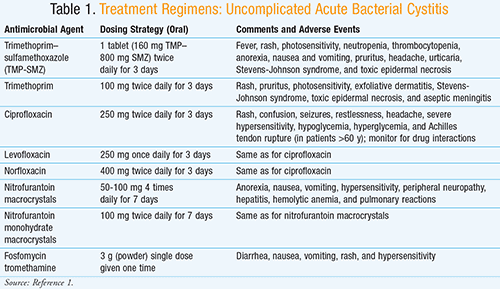 Table 1. Treatment Regimens: Uncomplicated Acute Bacterial Cystitis
Antimicrobial Agent Dosing Strategy (Oral) Comments and Adverse Events
Trimethoprim– 1 tablet (160 mg TMP– Fever, rash, photosensitivity, neutropenia, thrombocytopenia,
sulfamethoxazole 800 mg SMZ) twice anorexia, nausea and vomiting, pruritus, headache, urticaria,
(TMP-SMZ) daily for 3 days Stevens-Johnson syndrome, and toxic epidermal necrosis
Trimethoprim 100 mg twice daily for 3 days Rash, pruritus, photosensitivity, exfoliative dermatitis, Stevens-
Johnson syndrome, toxic epidermal necrosis, and aseptic meningitis
Ciprofloxacin 250 mg twice daily for 3 days Rash, confusion, seizures, restlessness, headache, severe
hypersensitivity, hypoglycemia, hyperglycemia, and Achilles
tendon rupture (in patients >60 y); monitor for drug interactions
Levofloxacin 250 mg once daily for 3 days Same as for ciprofloxacin
Norfloxacin 400 mg twice daily for 3 days Same as for ciprofloxacin
Nitrofurantoin 50-100 mg 4 times Anorexia, nausea, vomiting, hypersensitivity, peripheral neuropathy,
macrocrystals daily for 7 days hepatitis, hemolytic anemia, and pulmonary reactions
Nitrofurantoin 100 mg twice daily for 7 days Same as for nitrofurantoin macrocrystals
monohydrate
macrocrystals
Fosfomycin 3 g (powder) single dose Diarrhea, nausea, vomiting, rash, and hypersensitivity
tromethamine given one time
Source: Reference 1.